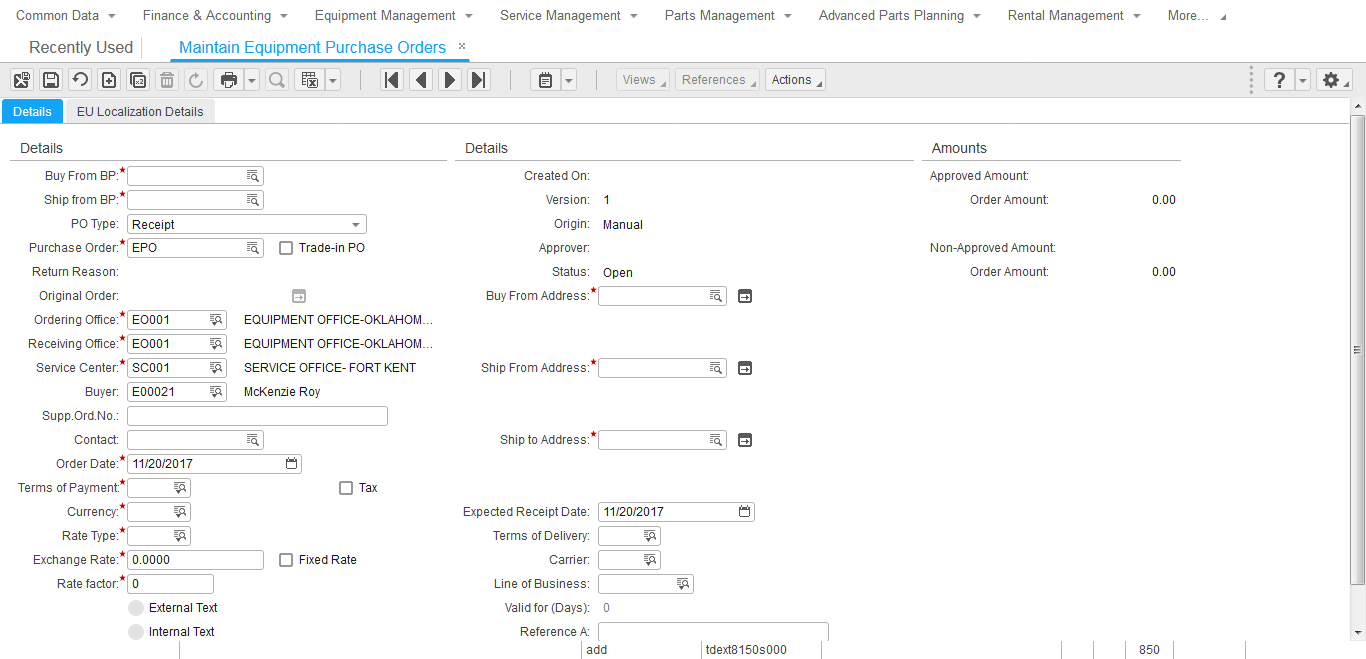 Common Data Finance & Accounting Equipment Management Service Management Parts Management Advanced Parts Planning Rental Management More...
Recently Used Maintain Equipment Purchase Orders ×
Views References Actions ?
Details EU Localization Details
Details
Buy From BP:*
Ship from BP:*
PO Type: Receipt
Purchase Order:* EPO Trade-in PO
Return Reason:
Original Order:
Ordering Office:* EO001 EQUIPMENT OFFICE-OKLAHOM...
Receiving Office:* EO001 EQUIPMENT OFFICE-OKLAHOM...
Service Center:* SC001 SERVICE OFFICE- FORT KENT
Buyer: E00021 McKenzie Roy
Supp.Ord.No.:
Contact:
Order Date:* 11/20/2017
Terms of Payment:* Tax
Currency:*
Rate Type:*
Exchange Rate:* 0.0000 Fixed Rate
Rate factor:* 0
External Text
Internal Text
Details
Created On:
Version: 1
Origin: Manual
Approver:
Status: Open
Buy From Address:*
Ship From Address:*
Ship to Address:*
Expected Receipt Date: 11/20/2017
Terms of Delivery:
Carrier:
Line of Business:
Valid for (Days): 0
Reference A:
Amounts
Approved Amount:
Order Amount: 0.00
Non-Approved Amount:
Order Amount: 0.00
add tdext8150s000 850